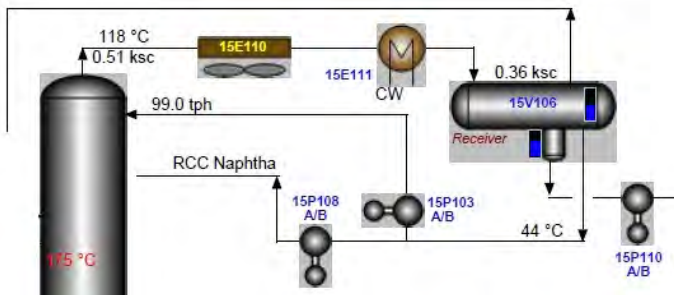 118 °C
15E110
0.51 ksc
15E111
CW
0.36 ksc
15V106
99.0 tph
Receiver
RCC Naphtha
15P108
A/B
15P103
A/B
44 °C
15P110
A/B
175 °C